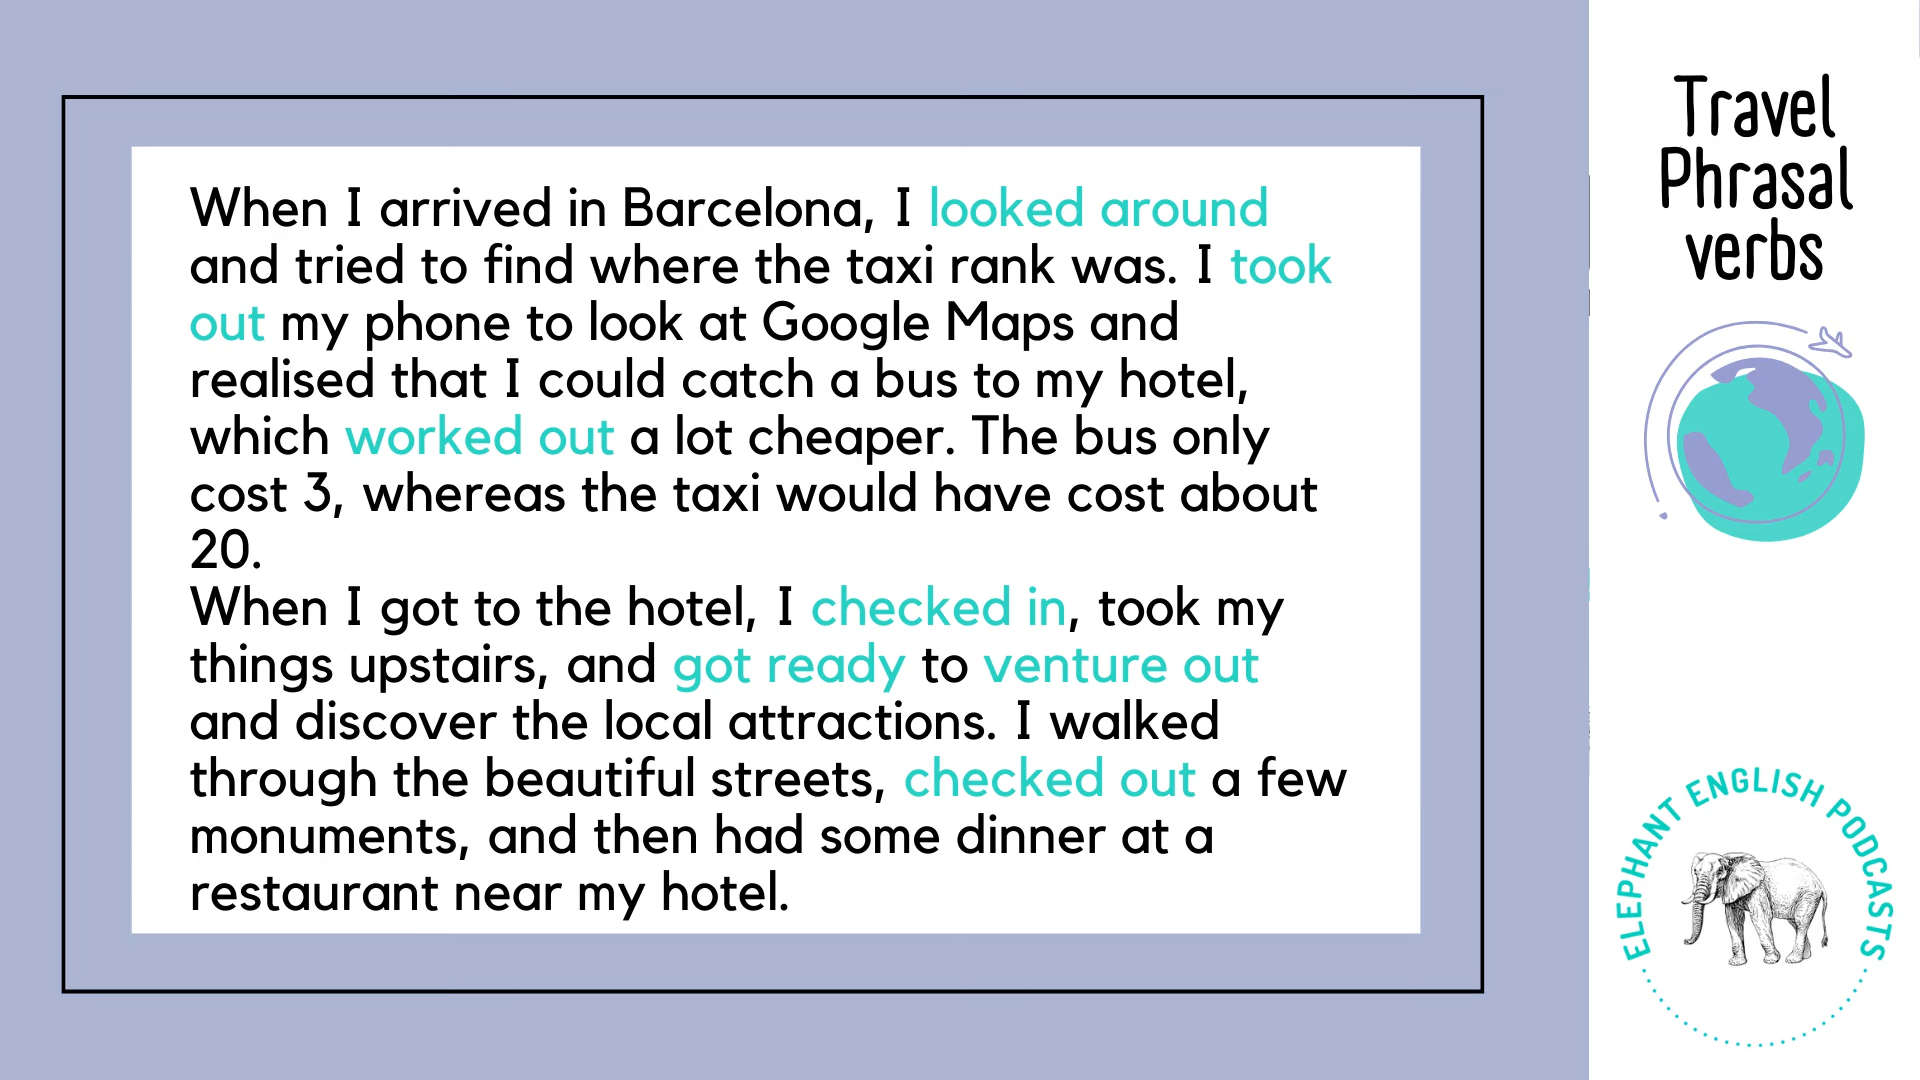 When I arrived in Barcelona, I looked around
and tried to find where the taxi rank was. I took
out my phone to look at Google Maps and
realised that I could catch a bus to my hotel,
which worked out a lot cheaper. The bus only
cost 3, whereas the taxi would have cost about
20.
When I got to the hotel, I checked in, took my
things upstairs, and got ready to venture out
and discover the local attractions. I walked
through the beautiful streets, checked out a few
monuments, and then had some dinner at a
restaurant near my hotel.
Travel
Phrasal
verbs
ELEPHANT ENGLISH PODCASTS